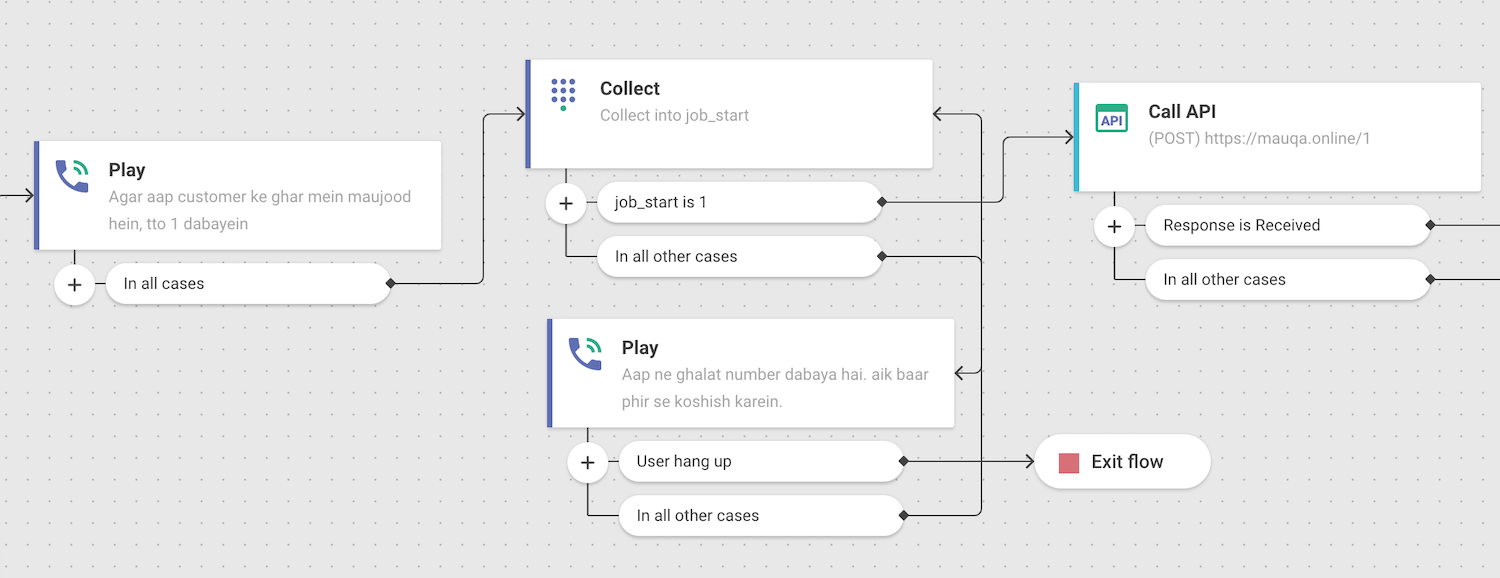 Play
Agar aap customer ke ghar mein maujood
hein, tto 1 dabayein
In all cases
Collect
Collect into job_start
job_start is 1
In all other cases
Play
Aap ne ghalat number dabaya hai. aik baar
phir se koshish karein.
User hang up
In all other cases
Exit flow
API
Call API
(POST) https://mauqa.online/1
Response is Received
In all other cases